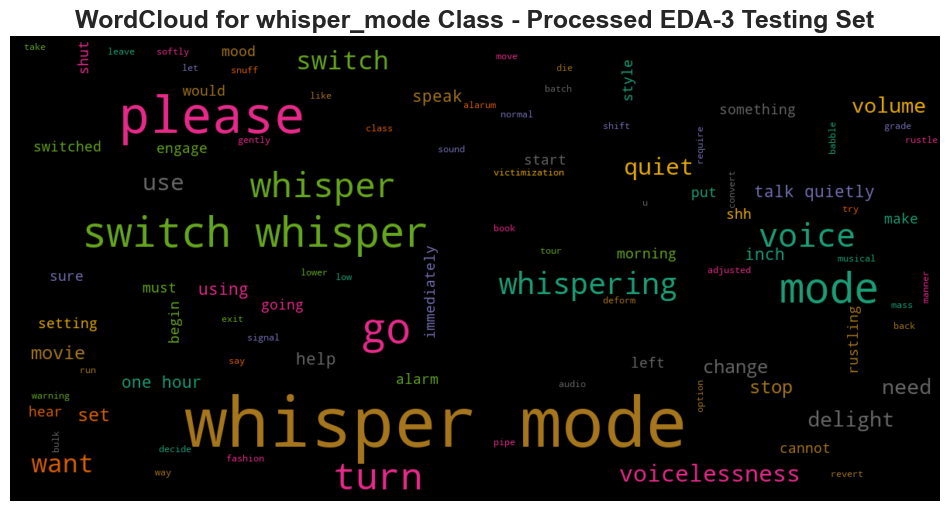 WordCloud for whisper_mode Class - Processed EDA-3 Testing Set
take
shut
leave
softly
mood
switch
move
let
snuff
die
style
would
like
speak
batch
something
volume
please
alarum
normal
class
shift
grade
gently
require
babble
rustle
switched
engage
sound
start
quiet
victimization
use
whisper
convert
put
talk quietly
u
shh
try
make
switch whisper
book
voice
immediately
tour
morning
inch
musical
sure
lower
low
whispering
adjusted
mode
manner
must
using
deform
mass
going
begin
setting
exit
go
rustling
back
signal
movie
help
left
change
say
run
one hour
alarm
audio
stop
need
warning
option
hear
set
whisper mode
delight
bulk
decide
pipe
cannot
fashion
want
way
turn
voicelessness
revert